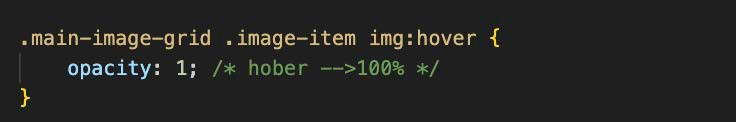 .main-image-grid .image-item img:hover {
    opacity: 1; /* hober -->100% */
}